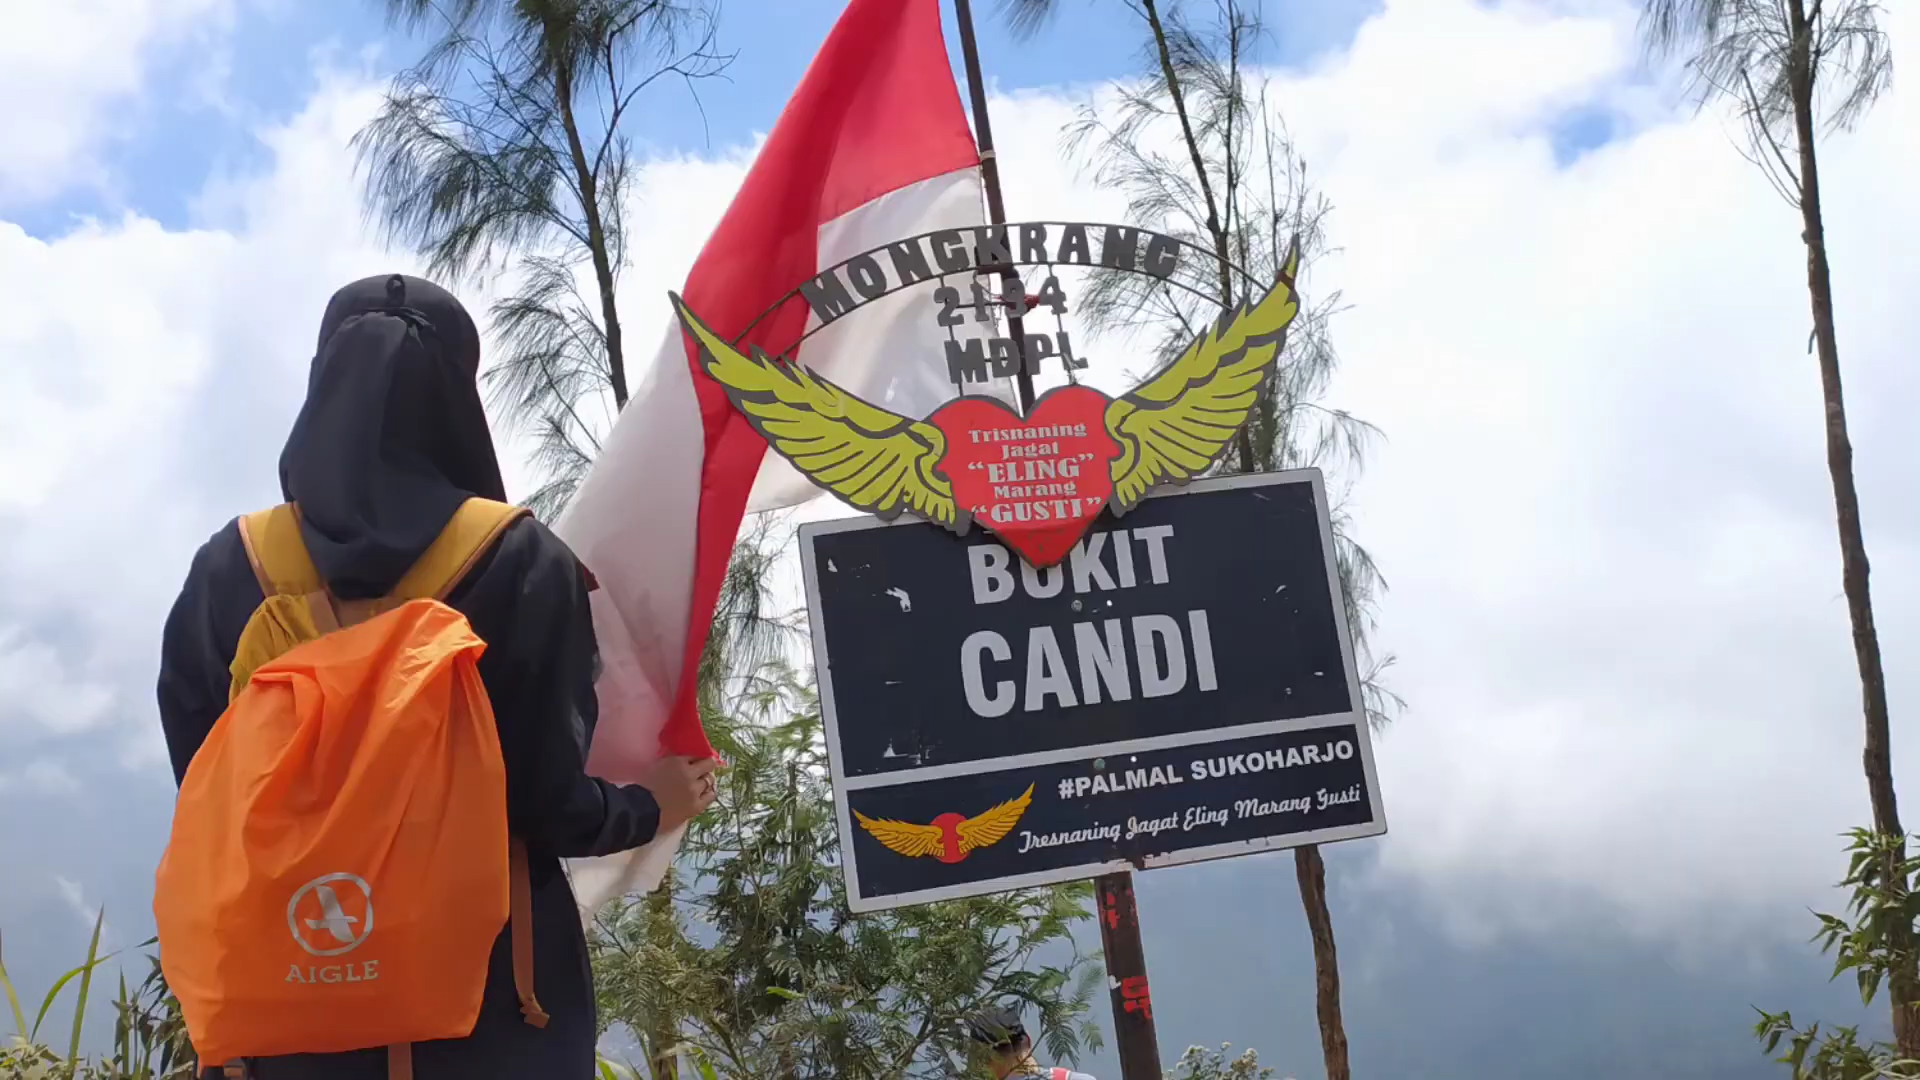 MONGKRANG
2194
MDPL
Trisnaning
Jagat
“ELING”
Marang
“GUSTI”
BUKIT
CANDI
#PALMAL SUKOHARJO
Tresnaning Jagat Eling Marang Gusti
AIGLE